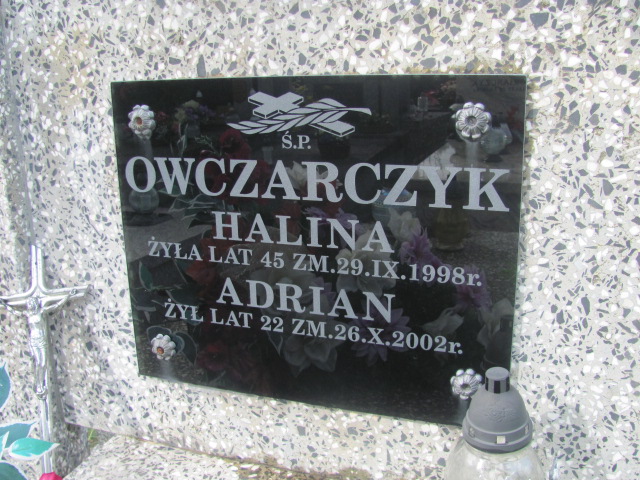 Ś.P.
OWCZARCZYK
HALINA
ŻYŁA LAT 45 ZM.29.IX.1998r.
ADRIAN
ŻYŁ LAT 22 ZM.26.X.2002r.